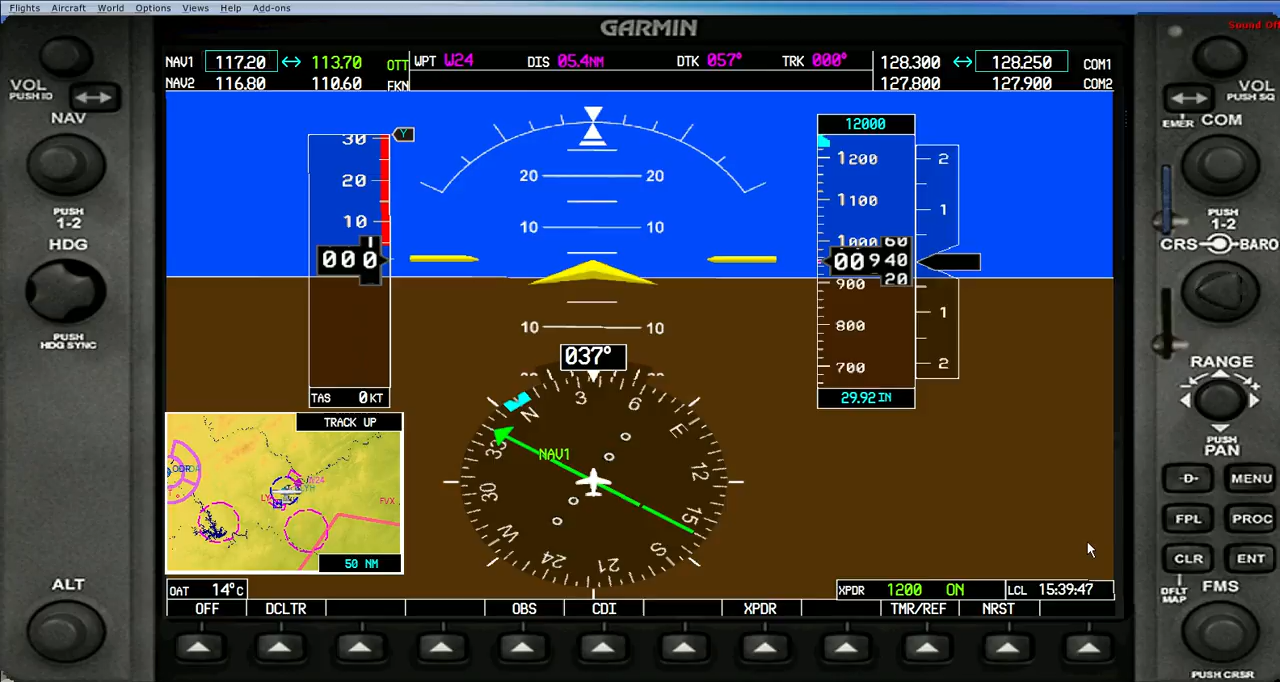 Flights Aircraft World Options Views Help Add-ons
Sound Off
GARMIN
NAV1 117.20 113.70 OTT WPT W24 DIS 05.4NM DTK 057° TRK 000° 128.300 128.250 COM1
NAV2 116.80 110.60 FKN 127.800 127.900 COM2
VOL
PUSH ID
NAV
PUSH
1-2
HDG
PUSH
HDG SYNC
ALT
30
Y
20
10
1
000
TAS 0KT
20 20
10 10
10 10
037°
N 3 6 E 12 15 S 21 24 W 30 33
NAV1
12000
1200
1100
1000 60
00940
20
900
800
700
29.92 IN
2
1
1
2
TRACK UP
W24
FVX
50 NM
OAT 14°C
XPDR 1200 ON LCL 15:39:47
OFF DCLTR OBS CDI XPDR TMR/REF NRST
VOL
PUSH SQ
EMER COM
PUSH
1-2
CRS BARO
RANGE
PUSH
PAN
-D- MENU
FPL PROC
CLR ENT
DFLT
MAP
FMS
PUSH CRSR